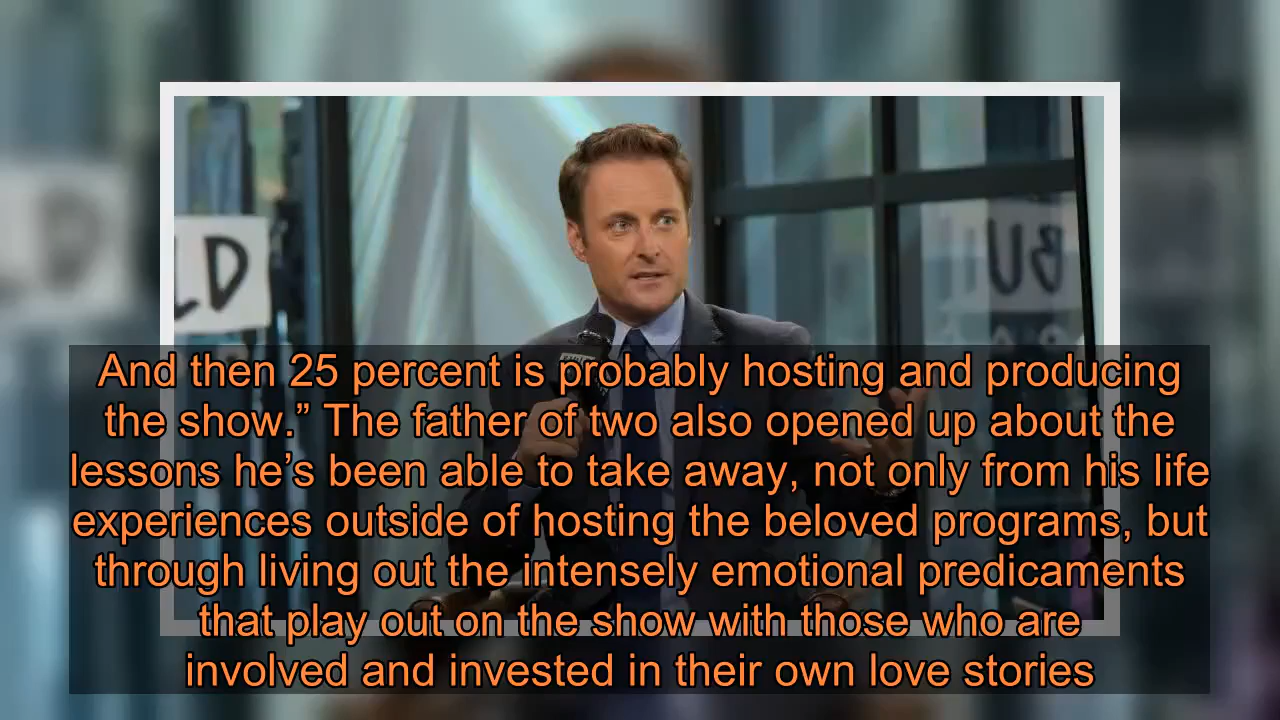 LD
BU
And then 25 percent is probably hosting and producing
the show.” The father of two also opened up about the
lessons he’s been able to take away, not only from his life
experiences outside of hosting the beloved programs, but
through living out the intensely emotional predicaments
that play out on the show with those who are
involved and invested in their own love stories